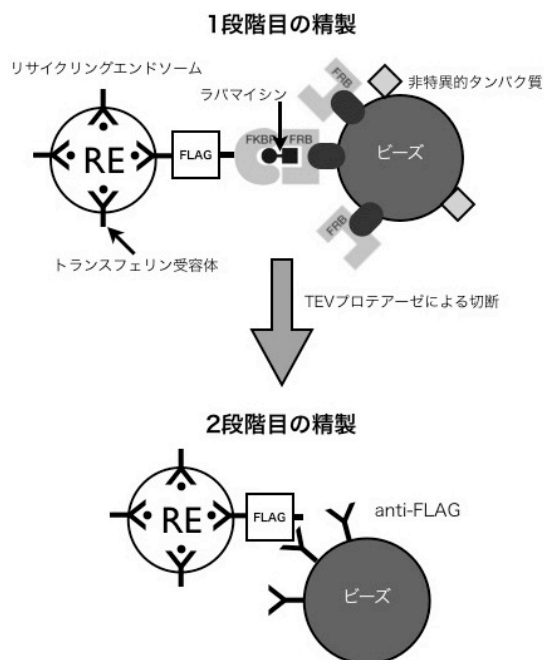 1段階目の精製
リサイクリングエンドソーム
ラパマイシン
FRB
非特異的タンパク質
RE
FLAG
FKBP
FRB
ビーズ
FRB
トランスフェリン受容体
TEVプロテアーゼによる切断
2段階目の精製
RE
FLAG
anti-FLAG
ビーズ